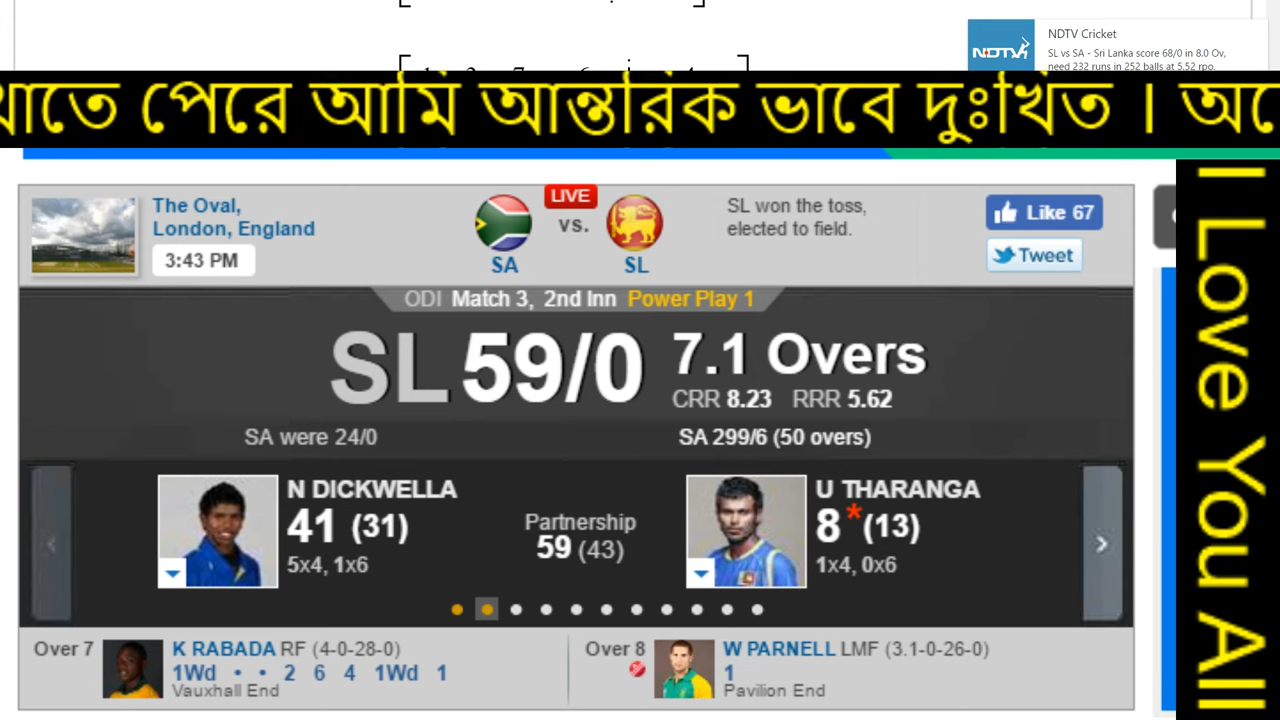 NDTV
NDTV Cricket
SL vs SA - Sri Lanka score 68/0 in 8.0 Ov,
need 232 runs in 252 balls at 5.52 rpo.
পেরে আমি আন্তরিক ভাবে দুঃখিত ।
The Oval,
London, England
3:43 PM
LIVE
SA vs. SL
SL won the toss,
elected to field.
Like 67
Tweet
ODI Match 3, 2nd Inn Power Play 1
SL 59/0 7.1 Overs
CRR 8.23 RRR 5.62
SA were 24/0 SA 299/6 (50 overs)
N DICKWELLA
41 (31)
5x4, 1x6
Partnership
59 (43)
U THARANGA
8* (13)
1x4, 0x6
Over 7 K RABADA RF (4-0-28-0)
1Wd • • 2 6 4 1Wd 1
Vauxhall End
Over 8 W PARNELL LMF (3.1-0-26-0)
1
Pavilion End
I Love You All